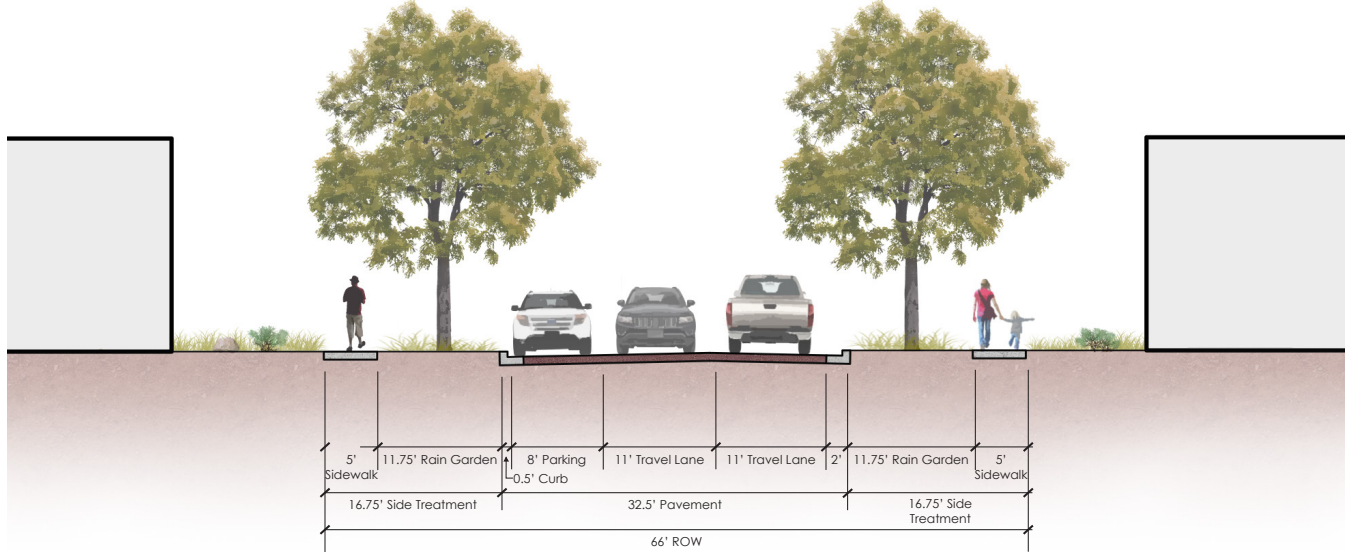 5' Sidewalk
11.75' Rain Garden
0.5' Curb
8' Parking
11' Travel Lane
11' Travel Lane
2'
11.75' Rain Garden
5' Sidewalk
16.75' Side Treatment
32.5' Pavement
16.75' Side
Treatment
66' ROW